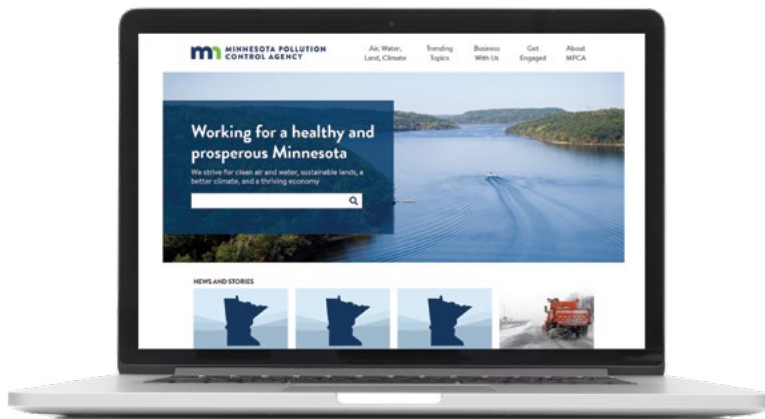 MINNESOTA POLLUTION
CONTROL AGENCY
Air, Water,
Land, Climate
Trending
Topics
Business
With Us
Get
Engaged
About
MPCA
Working for a healthy and
prosperous Minnesota
We strive for clean air and water, sustainable lands, a
better climate, and a thriving economy
NEWS AND STORIES